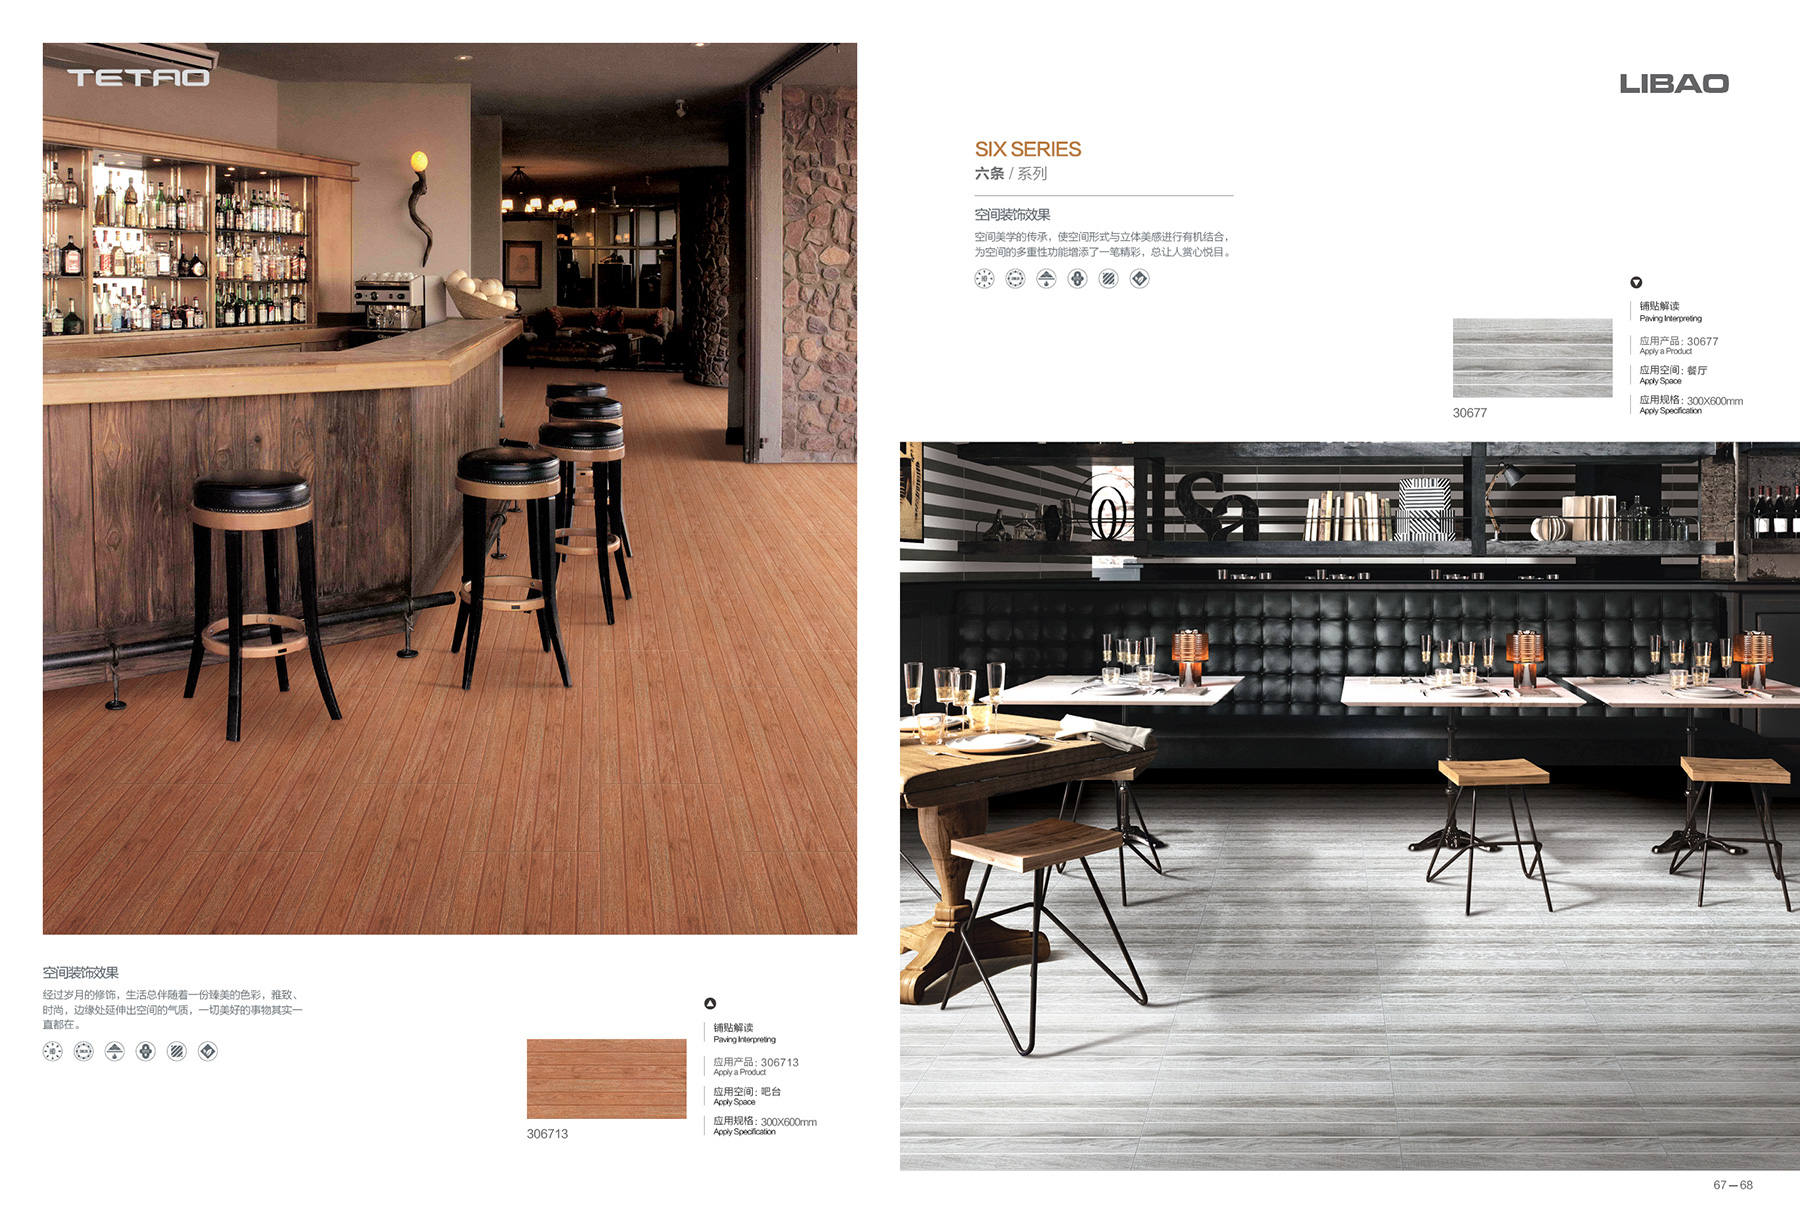 TETAO
空间装饰效果
经过岁月的修饰，生活总伴随着一份臻美的色彩，雅致、
时尚，边缘处延伸出空间的气质，一切美好的事物其实一
直都在。
306713
铺贴解读
Paving Interpreting
应用产品：306713
Apply a Product
应用空间：吧台
Apply Space
应用规格：300X600mm
Apply Specification
LIBAO
SIX SERIES
六条 / 系列
空间装饰效果
空间美学的传承，使空间形式与立体美感进行有机结合，
为空间的多重性功能增添了一笔精彩，总让人赏心悦目。
30677
铺贴解读
Paving Interpreting
应用产品：30677
Apply a Product
应用空间：餐厅
Apply Space
应用规格：300X600mm
Apply Specification
67—68